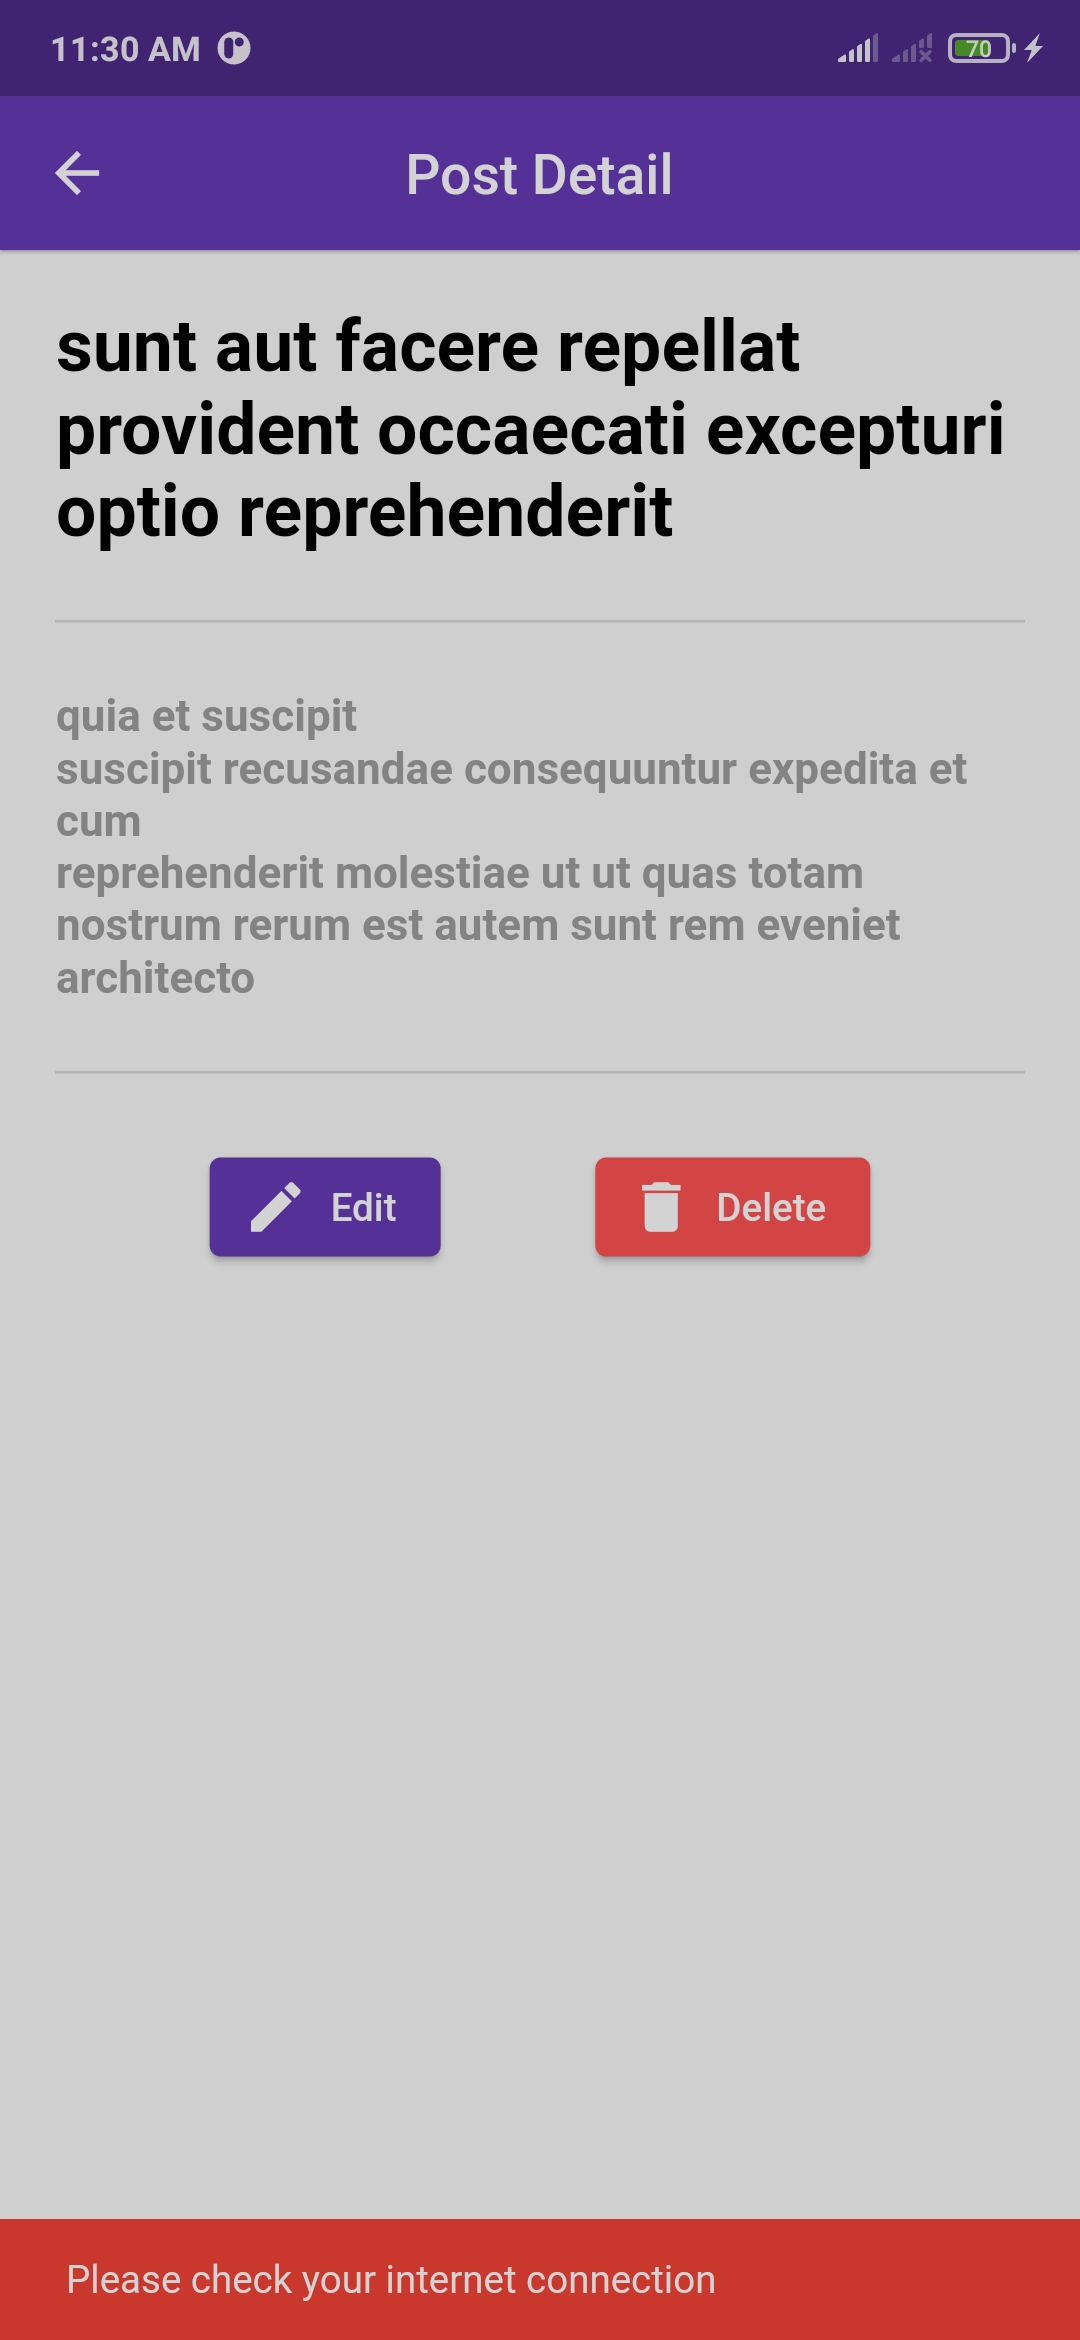 11:30 AM
70
Post Detail
sunt aut facere repellat
provident occaecati excepturi
optio reprehenderit
quia et suscipit
suscipit recusandae consequuntur expedita et
cum
reprehenderit molestiae ut ut quas totam
nostrum rerum est autem sunt rem eveniet
architecto
Edit
Delete
Please check your internet connection